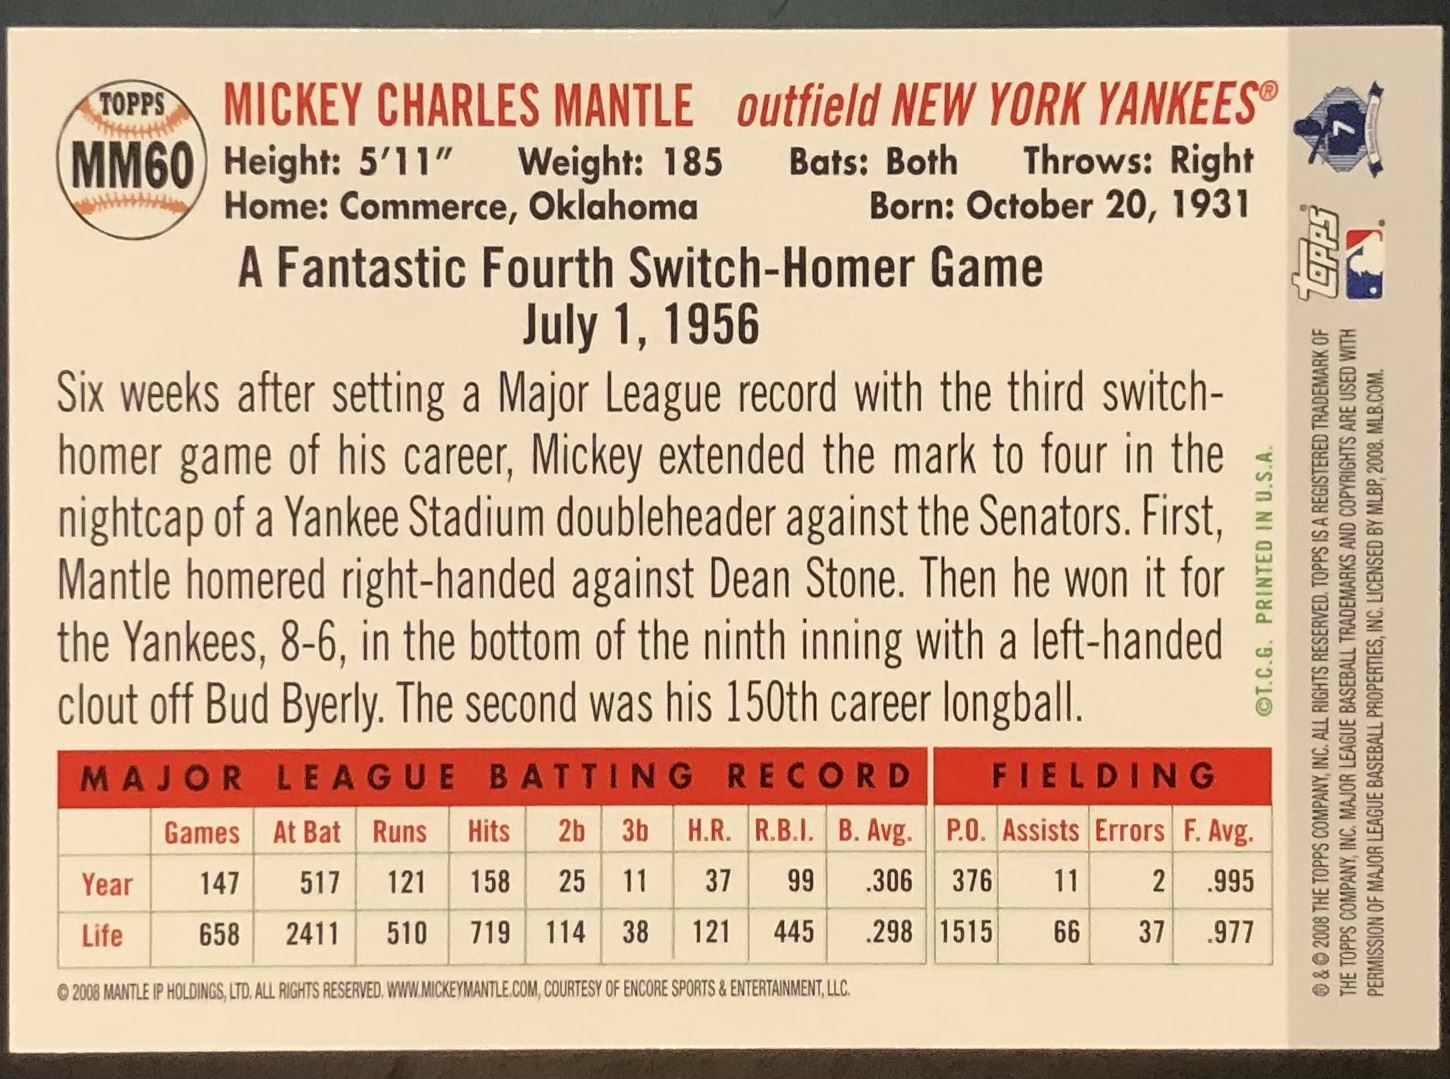 TOPPS
MM60
MICKEY CHARLES MANTLE outfield NEW YORK YANKEES®
Height: 5'11" Weight: 185 Bats: Both Throws: Right
Home: Commerce, Oklahoma Born: October 20, 1931
A Fantastic Fourth Switch-Homer Game
July 1, 1956
Six weeks after setting a Major League record with the third switch-
homer game of his career, Mickey extended the mark to four in the
nightcap of a Yankee Stadium doubleheader against the Senators. First,
Mantle homered right-handed against Dean Stone. Then he won it for
the Yankees, 8-6, in the bottom of the ninth inning with a left-handed
clout off Bud Byerly. The second was his 150th career longball.
MAJOR LEAGUE BATTING RECORD FIELDING
Games At Bat Runs Hits 2b 3b H.R. R.B.I. B. Avg. P.O. Assists Errors F. Avg.
Year 147 517 121 158 25 11 37 99 .306 376 11 2 .995
Life 658 2411 510 719 114 38 121 445 .298 1515 66 37 .977
© 2008 MANTLE IP HOLDINGS, LTD. ALL RIGHTS RESERVED. WWW.MICKEYMANTLE.COM, COURTESY OF ENCORE SPORTS & ENTERTAINMENT, LLC.
©T.C.G. PRINTED IN U.S.A.
7
Topps®
® & © 2008 THE TOPPS COMPANY, INC. ALL RIGHTS RESERVED. TOPPS IS A REGISTERED TRADEMARK OF
THE TOPPS COMPANY, INC. MAJOR LEAGUE BASEBALL TRADEMARKS AND COPYRIGHTS ARE USED WITH
PERMISSION OF MAJOR LEAGUE BASEBALL PROPERTIES, INC. LICENSED BY MLBP, 2008. MLB.COM.